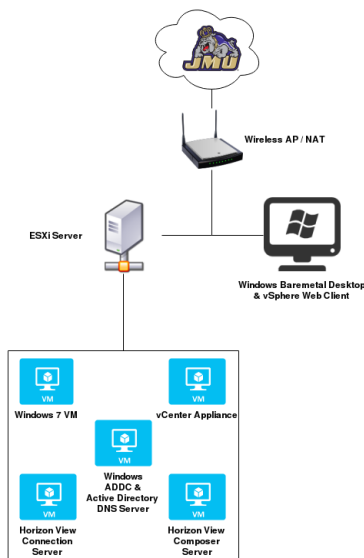 JMU
Wireless AP / NAT
ESXi Server
Windows Baremetal Desktop
& vSphere Web Client
VM
VM
Windows 7 VM
vCenter Appliance
VM
Windows
ADDC &
Active Directory
DNS Server
VM
VM
Horizon View
Connection
Server
Horizon View
Composer
Server